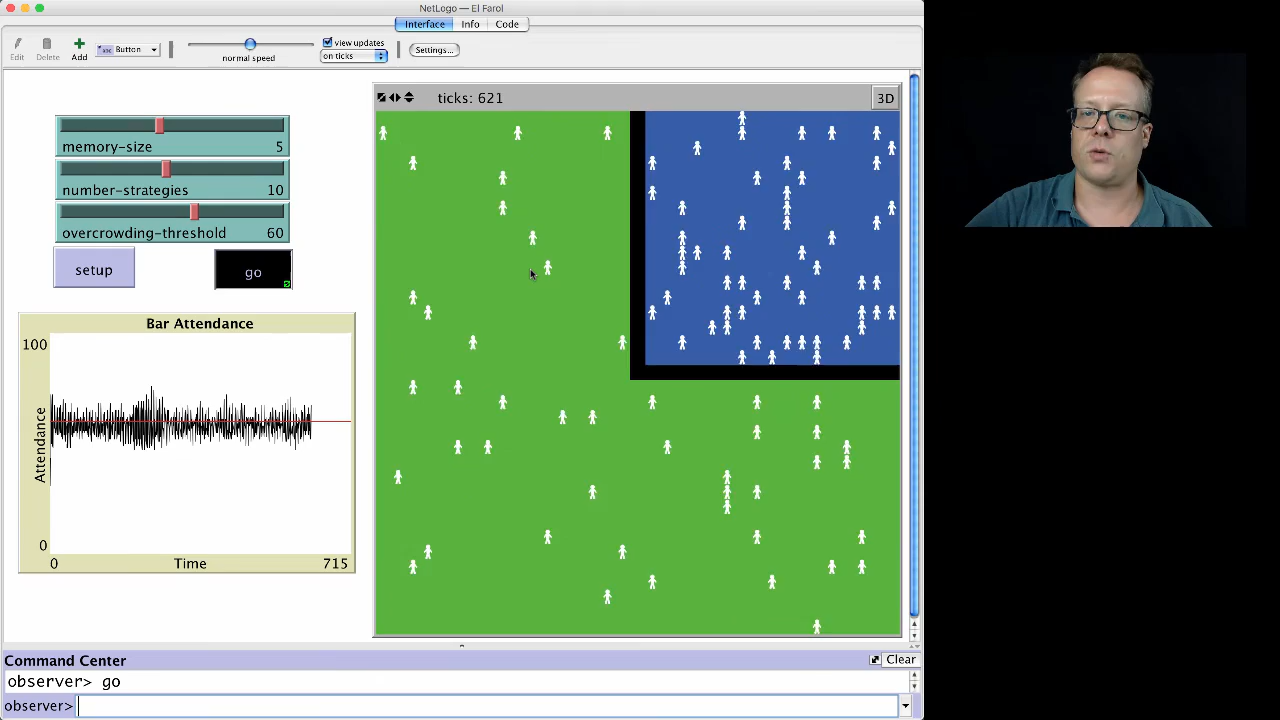 NetLogo — El Farol
Interface Info Code
Edit Delete Add abc Button normal speed view updates on ticks Settings...
ticks: 621 3D
memory-size 5
number-strategies 10
overcrowding-threshold 60
setup go
Bar Attendance
100
Attendance
0
0 Time 715
Command Center Clear
observer> go
observer>